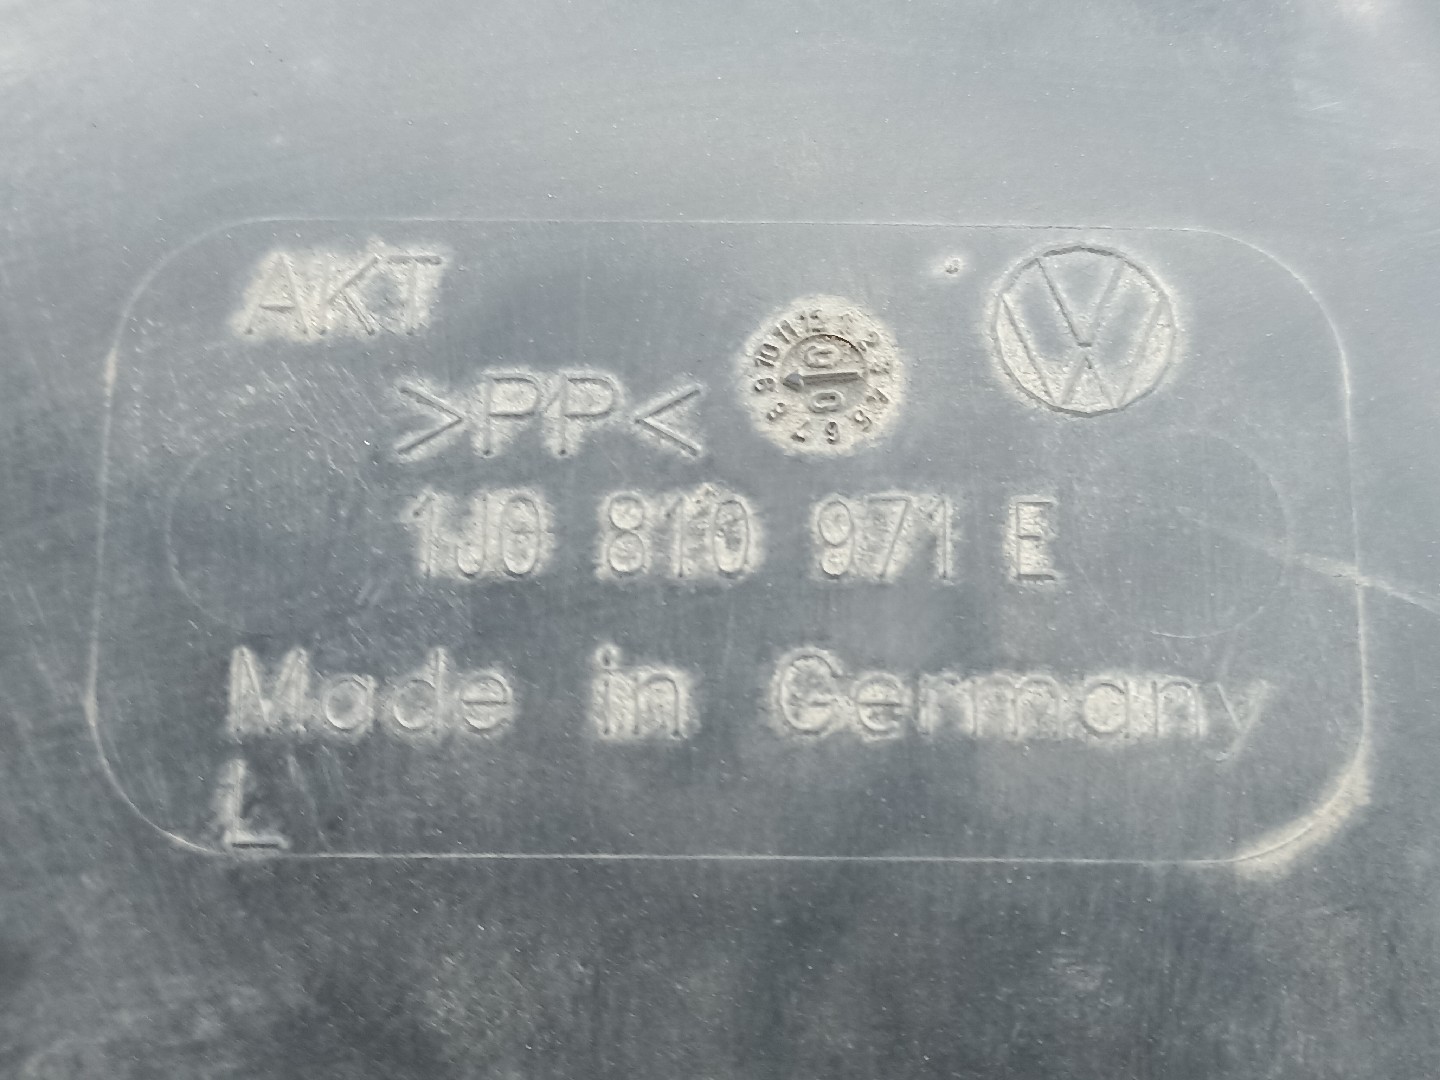 AKT
>PP<
1J0 810 971 E
Made in Germany
L